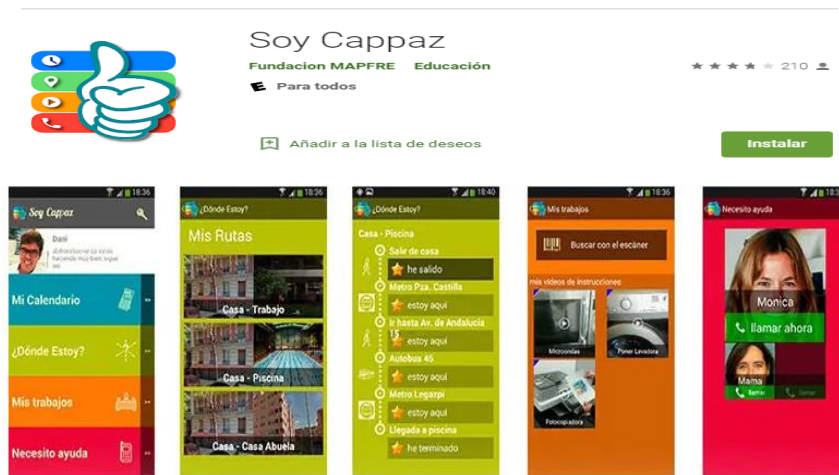 Soy Cappaz
Fundacion MAPFRE Educación
210
E Para todos
Añadir a la lista de deseos
Instalar
18:36
Soy Cappaz
Dani
Mi Calendario
¿Dónde Estoy?
Mis trabajos
Necesito ayuda
18:36
¿Dónde Estoy?
Mis Rutas
Casa - Trabajo
Casa - Piscina
Casa - Casa Abuela
18:40
¿Dónde Estoy?
Casa - Piscina
Sale de casa
he salido
Metro Pza. Castilla
estoy aquí
Ir hasta Av. de Andalucía
15
estoy aquí
Autobus 45
estoy aquí
Metro Legazpi
estoy aquí
Llegada a piscina
he terminado
18:36
Mis trabajos
Buscar con el escáner
mis vídeos de instrucciones
Microondas
Poner Lavadora
Fotocopiadora
Necesito ayuda
Monica
llamar ahora
Mama
llamar
llamar